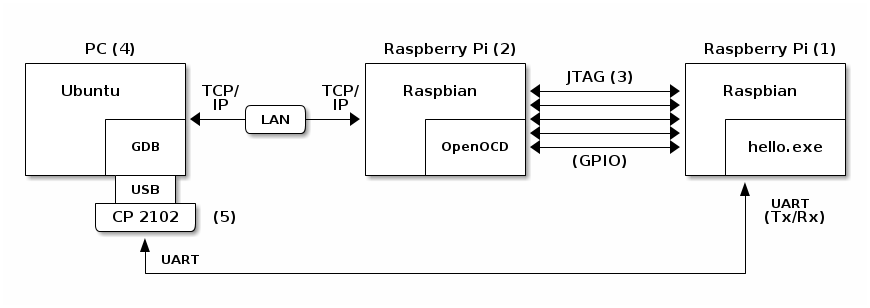 PC (4)
Raspberry Pi (2)
Raspberry Pi (1)
Ubuntu
TCP/
IP
LAN
TCP/
IP
Raspbian
JTAG (3)
Raspbian
GDB
OpenOCD
(GPIO)
hello.exe
USB
CP 2102
(5)
UART
(Tx/Rx)
UART